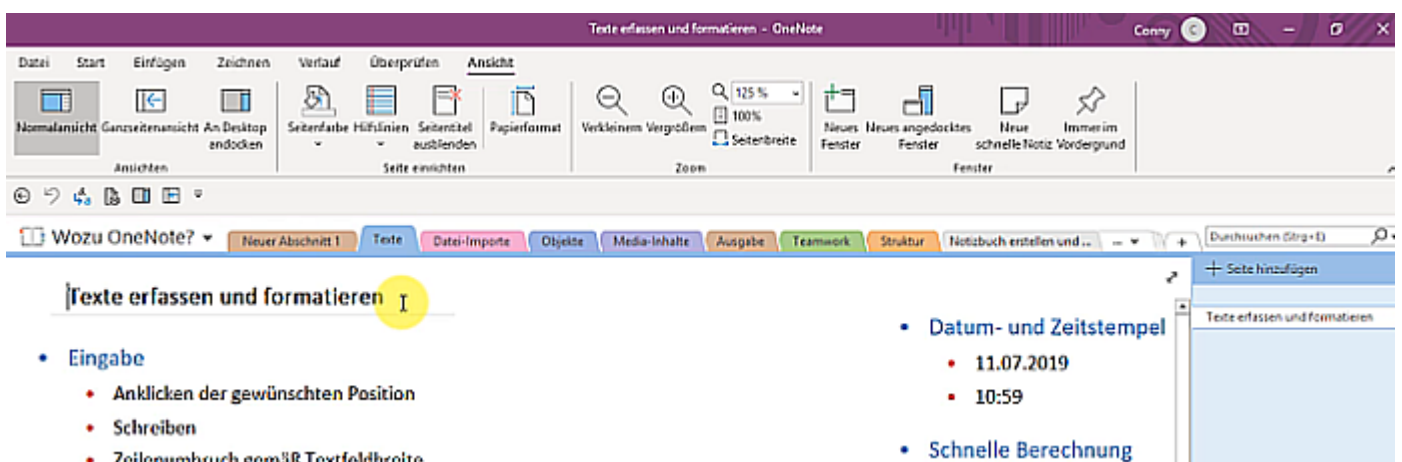 Texte erfassen und formatieren - OneNote
Conny C
Datei Start Einfügen Zeichnen Verlauf Überprüfen Ansicht
125 %
100%
Seitenbreite
Normalansicht Ganzseitenansicht An Desktop andocken
Seitenfarbe Hilfslinien Seitentitel ausblenden Papierformat
Verkleinern Vergrößern
Neues Fenster Neues angedocktes Fenster Neue schnelle Notiz Immer im Vordergrund
Ansichten Seite einrichten Zoom Fenster
Wozu OneNote? Neuer Abschnitt 1 Texte Datei-Importe Objekte Media-Inhalte Ausgabe Teamwork Struktur Notizbuch erstellen und ... Durchsuchen (Strg+E)
Seite hinzufügen
Texte erfassen und formatieren
Texte erfassen und formatieren
Eingabe
Anklicken der gewünschten Position
Schreiben
Zeilenumbruch gemäß Textfeldbreite
Datum- und Zeitstempel
11.07.2019
10:59
Schnelle Berechnung